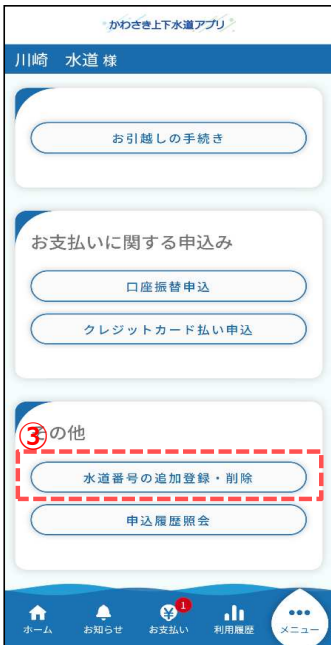 かわさき上下水道アプリ
川崎 水道 様
お引越しの手続き
お支払いに関する申込み
口座振替申込
クレジットカード払い申込
③その他
水道番号の追加登録・削除
申込履歴照会
1
ホーム お知らせ お支払い 利用履歴 メニュー